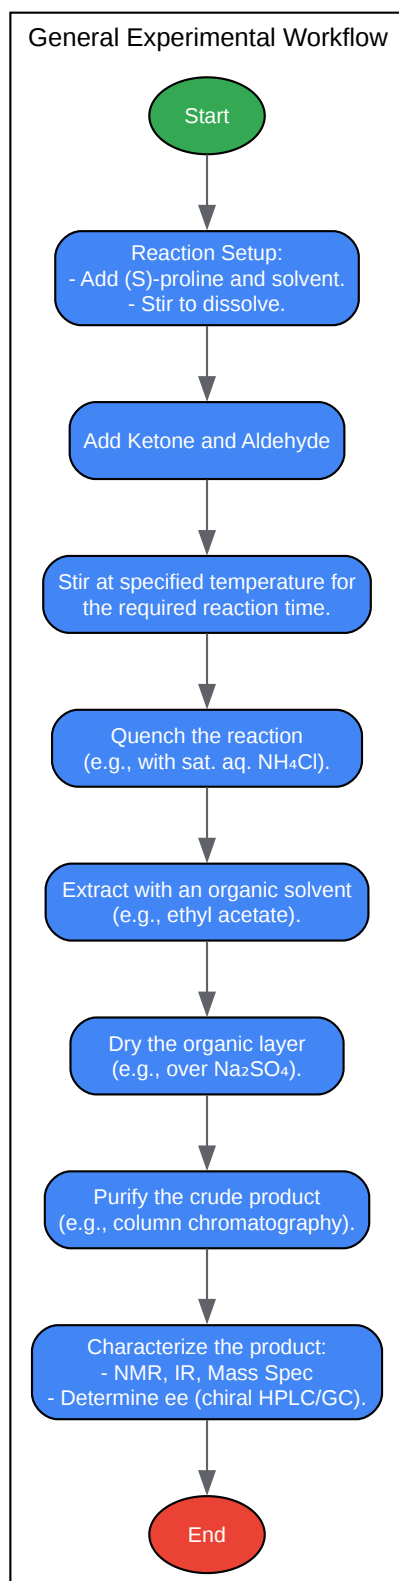 General Experimental Workflow
Start
Reaction Setup:
- Add (S)-proline and solvent.
- Stir to dissolve.
Add Ketone and Aldehyde
Stir at specified temperature for
the required reaction time.
Quench the reaction
(e.g., with sat. aq. NH₄Cl).
Extract with an organic solvent
(e.g., ethyl acetate).
Dry the organic layer
(e.g., over Na₂SO₄).
Purify the crude product
(e.g., column chromatography).
Characterize the product:
- NMR, IR, Mass Spec
- Determine ee (chiral HPLC/GC).
End